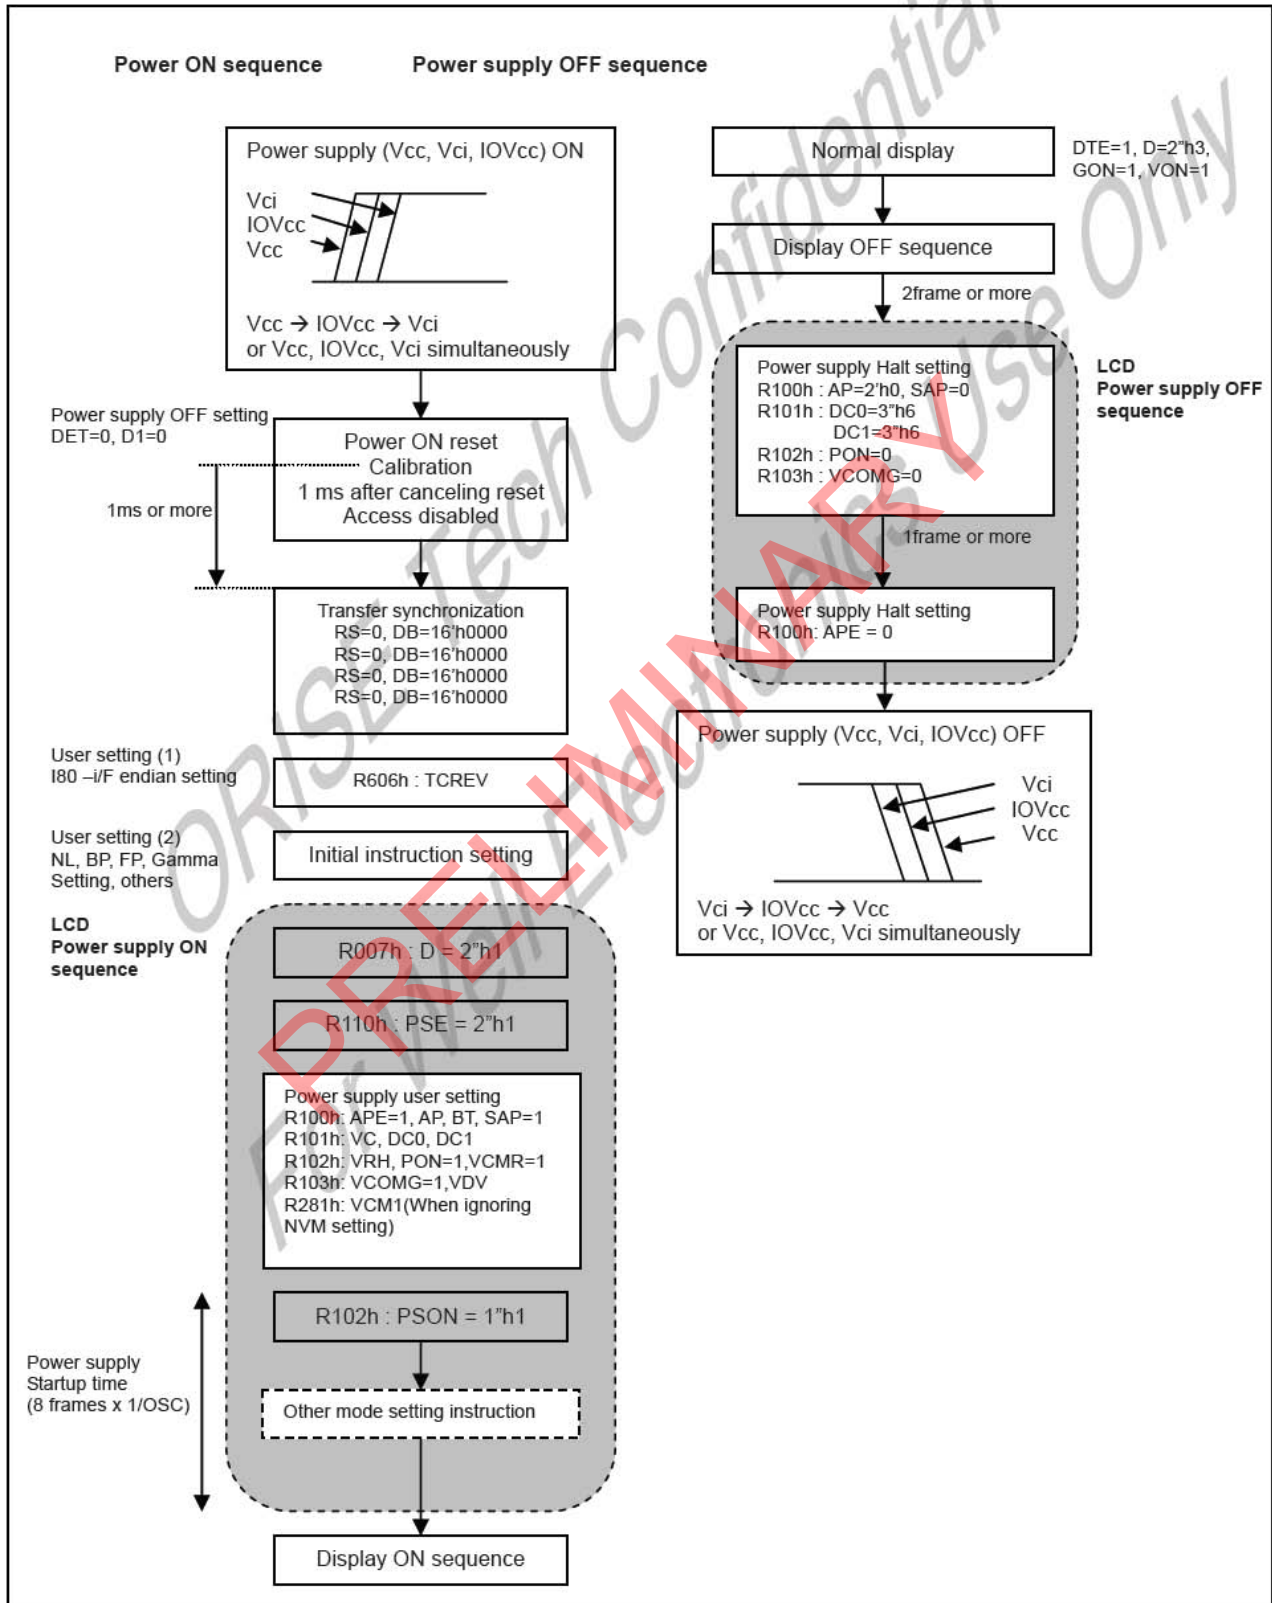 Power ON sequence
Power supply OFF sequence
Power supply (Vcc, Vci, IOVcc) ON
Vci
IOVcc
Vcc
Vcc → IOVcc → Vci
or Vcc, IOVcc, Vci simultaneously
Power supply OFF setting
DET=0, D1=0
Power ON reset
Calibration
1 ms after canceling reset
Access disabled
1ms or more
Transfer synchronization
RS=0, DB=16'h0000
RS=0, DB=16'h0000
RS=0, DB=16'h0000
RS=0, DB=16'h0000
User setting (1)
I80 –i/F endian setting
R606h : TCREV
User setting (2)
NL, BP, FP, Gamma
Setting, others
Initial instruction setting
LCD
Power supply ON
sequence
R007h : D = 2"h1
R110h : PSE = 2"h1
Power supply user setting
R100h: APE=1, AP, BT, SAP=1
R101h: VC, DC0, DC1
R102h: VRH, PON=1,VCMR=1
R103h: VCOMG=1,VDV
R281h: VCM1(When ignoring
NVM setting)
R102h : PSON = 1"h1
Power supply
Startup time
(8 frames x 1/OSC)
Other mode setting instruction
Display ON sequence
Normal display
DTE=1, D=2"h3,
GON=1, VON=1
Display OFF sequence
2frame or more
Power supply Halt setting
R100h : AP=2'h0, SAP=0
R101h : DC0=3"h6
DC1=3"h6
R102h : PON=0
R103h : VCOMG=0
LCD
Power supply OFF
sequence
1frame or more
Power supply Halt setting
R100h: APE = 0
Power supply (Vcc, Vci, IOVcc) OFF
Vci
IOVcc
Vcc
Vci → IOVcc → Vcc
or Vcc, IOVcc, Vci simultaneously
ORISE Tech Confidential
For Well Electronics Use Only
PRELIMINARY